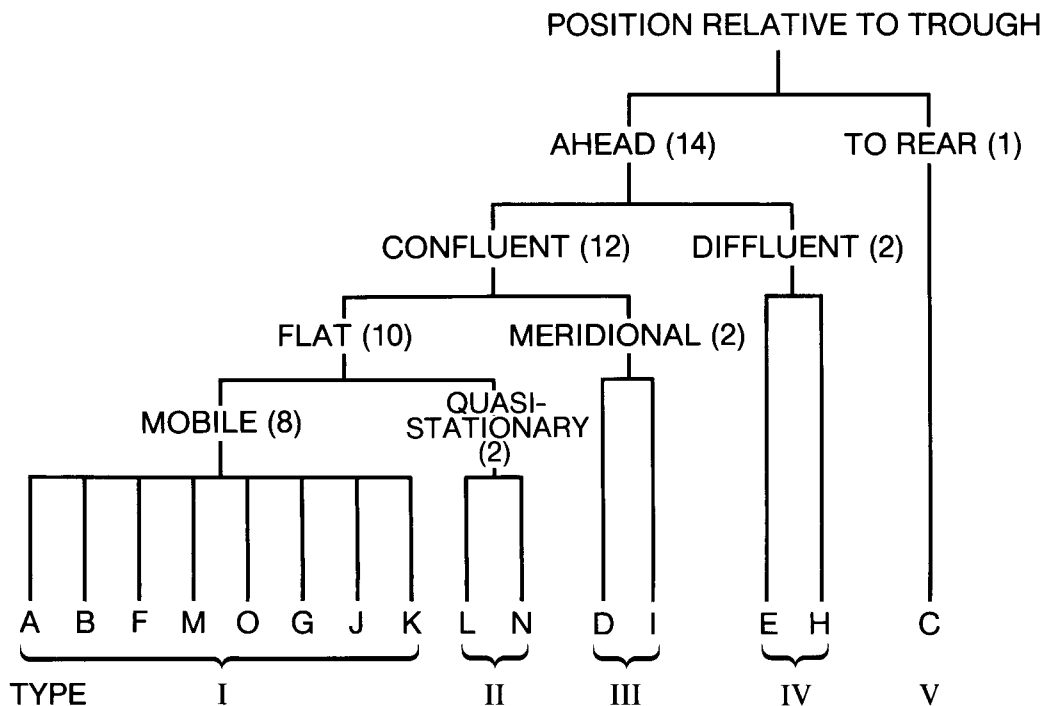 POSITION RELATIVE TO TROUGH
AHEAD (14) TO REAR (1)
CONFLUENT (12) DIFFLUENT (2)
FLAT (10) MERIDIONAL (2)
MOBILE (8) QUASI-
STATIONARY
(2)
A B F M O G J K L N D I E H C
TYPE I II III IV V